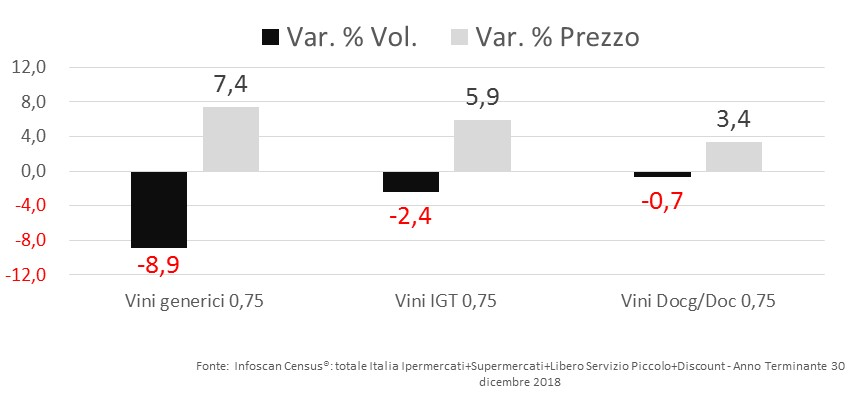 Var. % Vol. Var. % Prezzo
12,0
8,0
4,0
0,0
-4,0
-8,0
-12,0
7,4
5,9
3,4
-8,9
-2,4
-0,7
Vini generici 0,75
Vini IGT 0,75
Vini Docg/Doc 0,75
Fonte: Infoscan Census®: totale Italia Ipermercati+Supermercati+Libero Servizio Piccolo+Discount - Anno Terminante 30
dicembre 2018